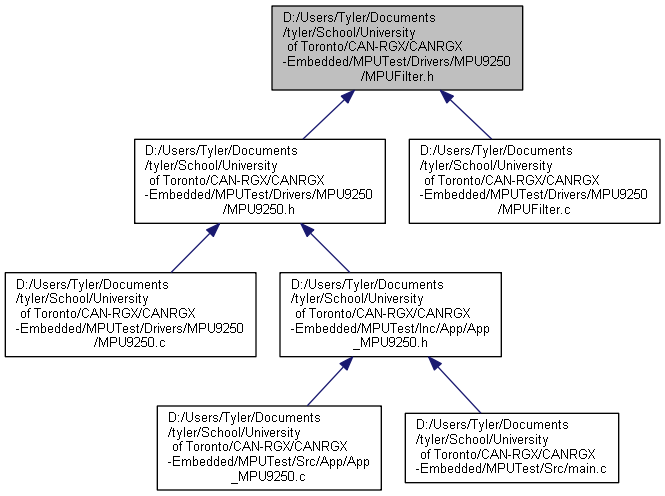 D:/Users/Tyler/Documents
/tyler/School/University
of Toronto/CAN-RGX/CANRGX
-Embedded/MPUTest/Drivers/MPU9250
/MPUFilter.h
D:/Users/Tyler/Documents
/tyler/School/University
of Toronto/CAN-RGX/CANRGX
-Embedded/MPUTest/Drivers/MPU9250
/MPU9250.h
D:/Users/Tyler/Documents
/tyler/School/University
of Toronto/CAN-RGX/CANRGX
-Embedded/MPUTest/Drivers/MPU9250
/MPUFilter.c
D:/Users/Tyler/Documents
/tyler/School/University
of Toronto/CAN-RGX/CANRGX
-Embedded/MPUTest/Drivers/MPU9250
/MPU9250.c
D:/Users/Tyler/Documents
/tyler/School/University
of Toronto/CAN-RGX/CANRGX
-Embedded/MPUTest/Inc/App/App
_MPU9250.h
D:/Users/Tyler/Documents
/tyler/School/University
of Toronto/CAN-RGX/CANRGX
-Embedded/MPUTest/Src/App/App
_MPU9250.c
D:/Users/Tyler/Documents
/tyler/School/University
of Toronto/CAN-RGX/CANRGX
-Embedded/MPUTest/Src/main.c